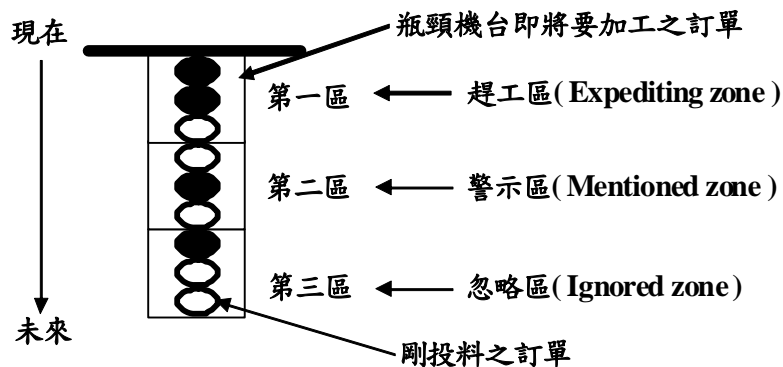 現在
瓶頸機台即將要加工之訂單
第一區
趕工區( Expediting zone )
第二區
警示區( Mentioned zone)
第三區
忽略區( Ignored zone )
未來
剛投料之訂單